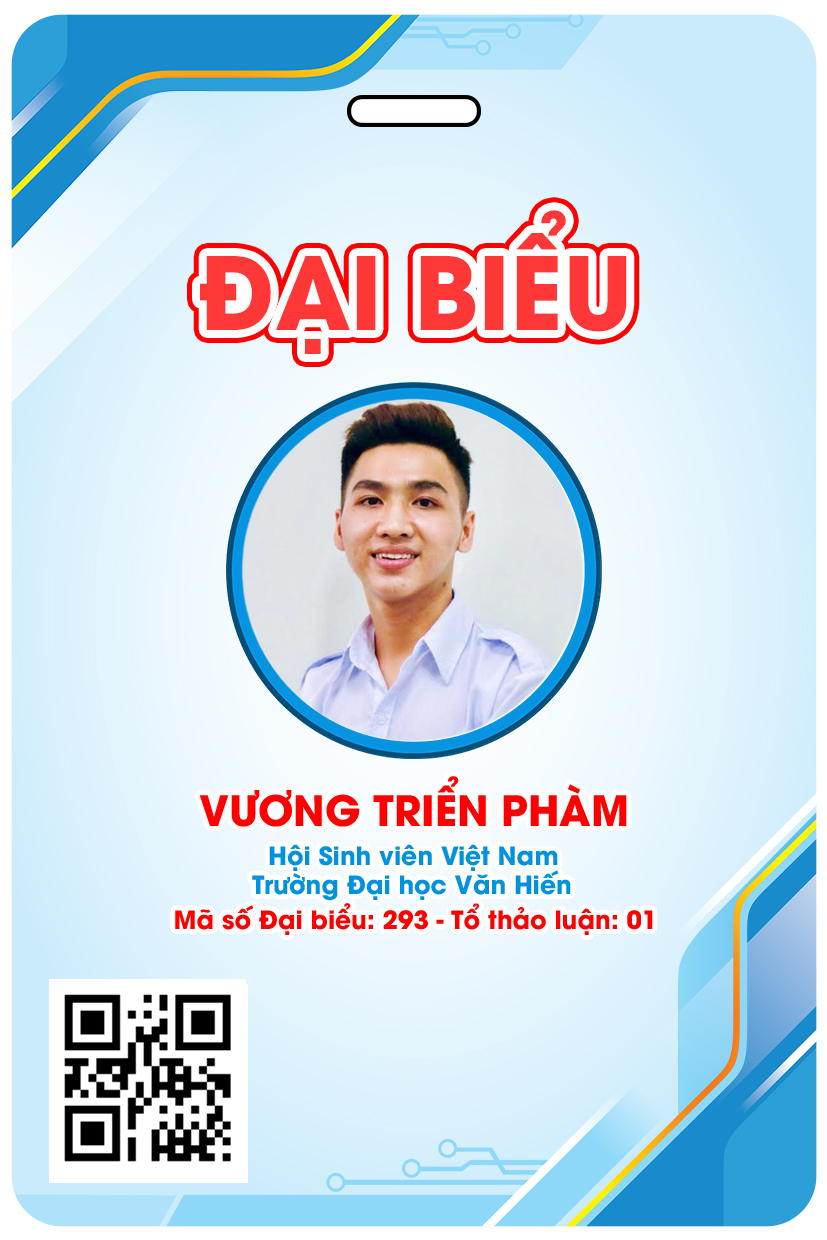 ĐẠI BIỂU
VƯƠNG TRIỂN PHÀM
Hội Sinh viên Việt Nam
Trường Đại học Văn Hiến
Mã số Đại biểu: 293 - Tổ thảo luận: 01